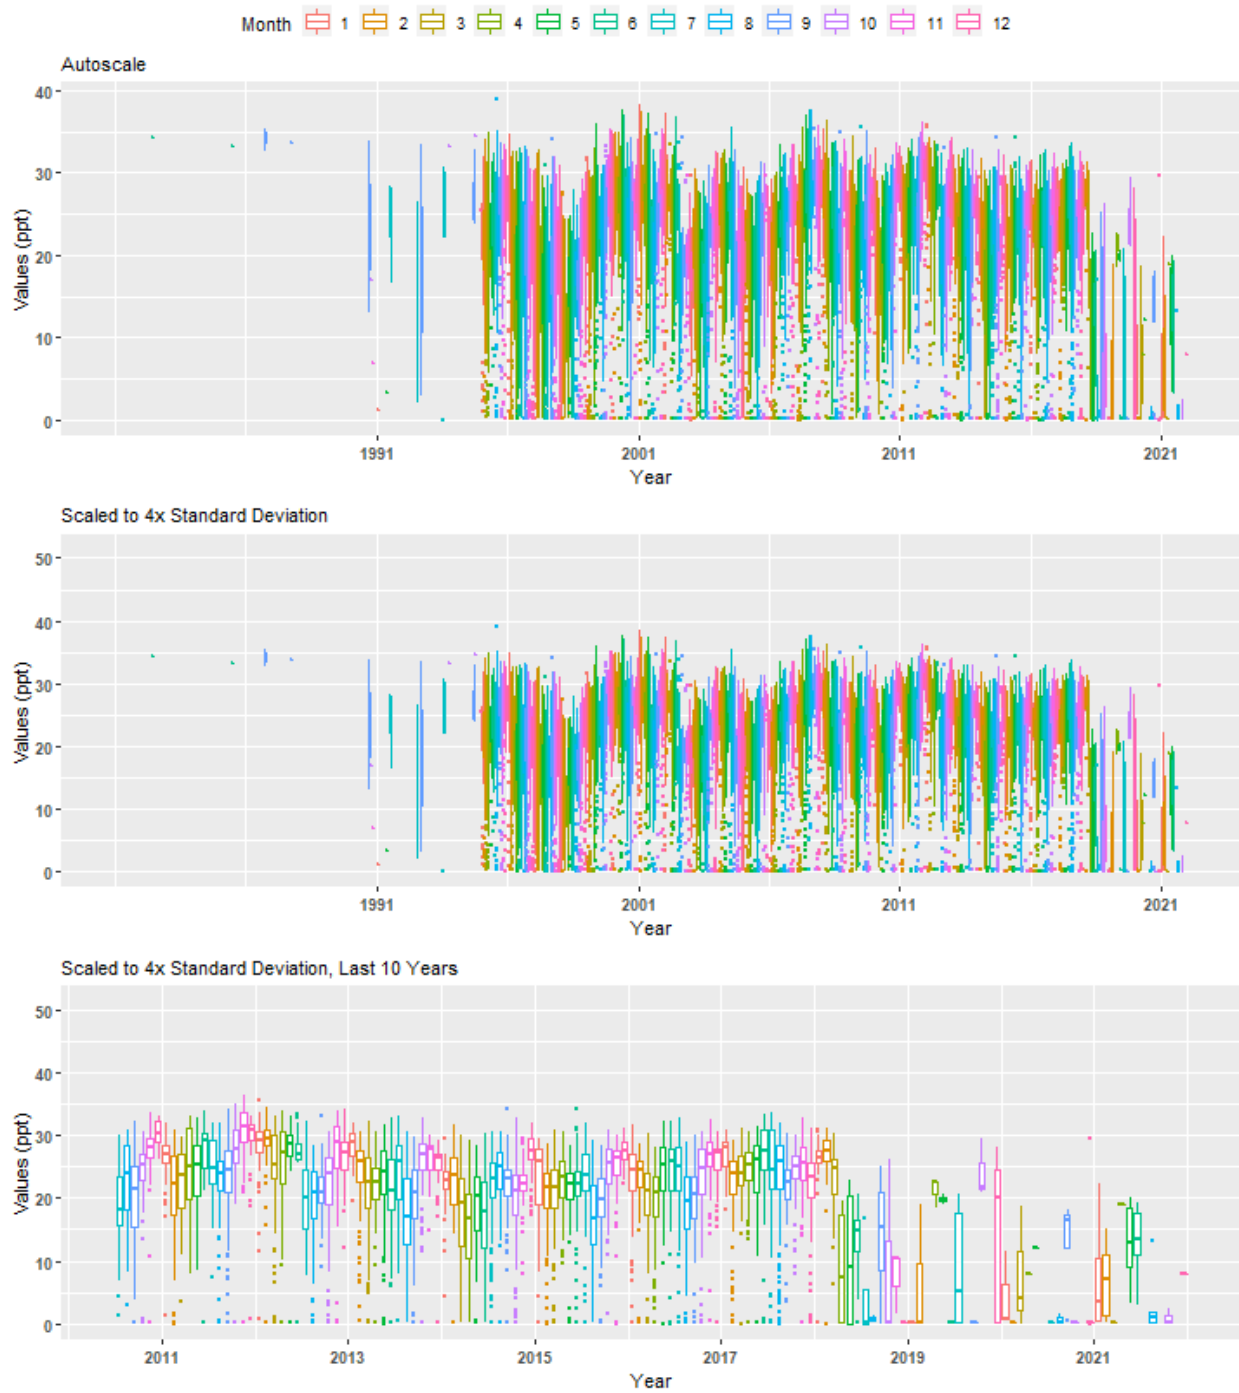 Month 1 2 3 4 5 6 7 8 9 10 11 12
Autoscale
40
30
20
10
0
Values (ppt)
1991 2001 2011 2021
Year
Scaled to 4x Standard Deviation
50
40
30
20
10
0
Values (ppt)
1991 2001 2011 2021
Year
Scaled to 4x Standard Deviation, Last 10 Years
50
40
30
20
10
0
Values (ppt)
2011 2013 2015 2017 2019 2021
Year